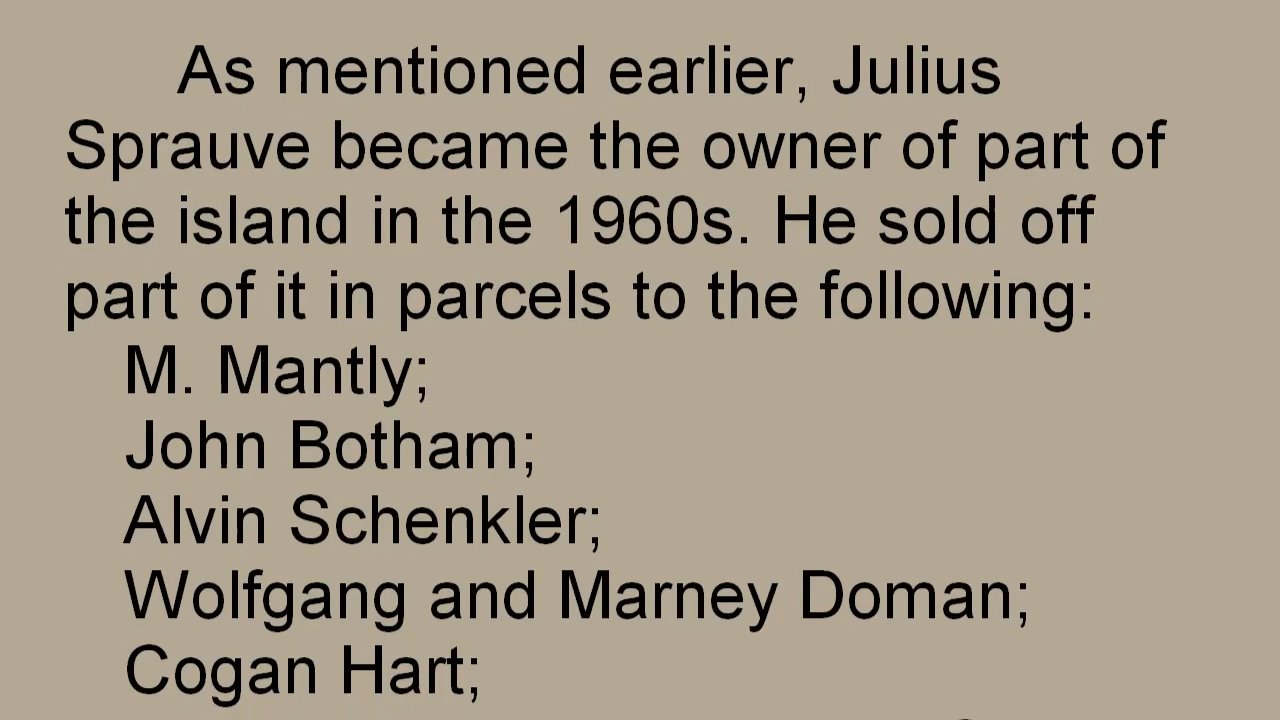 As mentioned earlier, Julius
Sprauve became the owner of part of
the island in the 1960s. He sold off
part of it in parcels to the following:
M. Mantly;
John Botham;
Alvin Schenkler;
Wolfgang and Marney Doman;
Cogan Hart;